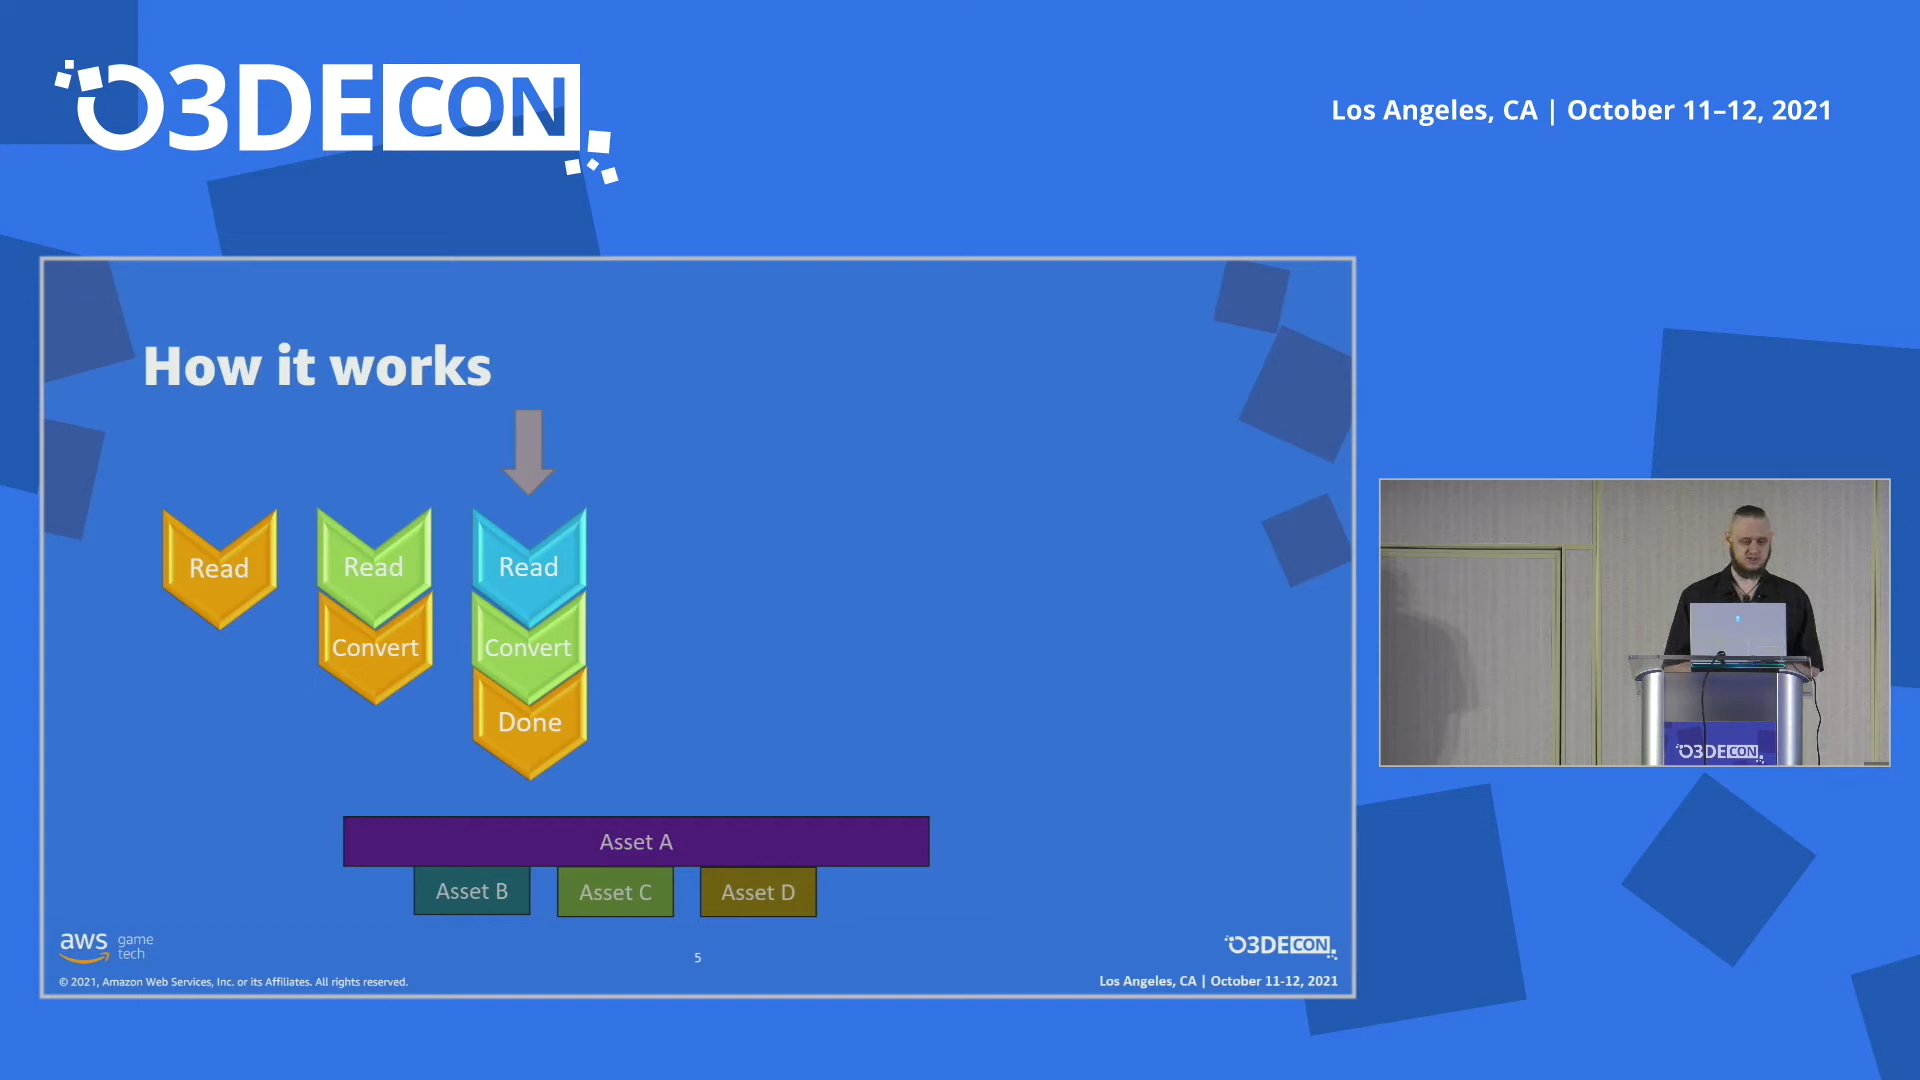 O3DECON
Los Angeles, CA | October 11–12, 2021
How it works
Read
Read
Read
Convert
Convert
Done
Asset A
Asset B
Asset C
Asset D
aws game tech
5
O3DECON
© 2021, Amazon Web Services, Inc. or its Affiliates. All rights reserved.
Los Angeles, CA | October 11-12, 2021
O3DECON